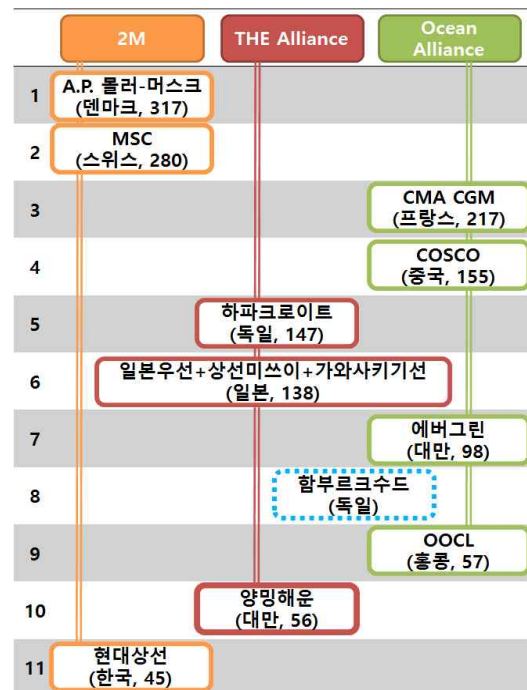 2M
THE Alliance
Ocean
Alliance
1
A.P. 몰러-머스크
(덴마크, 317)
2
MSC
(스위스, 280)
3
CMA CGM
(프랑스, 217)
4
COSCO
(중국, 155)
5
하파크로이트
(독일, 147)
6
일본우선+상선미쓰이+가와사키기선
(일본, 138)
7
에버그린
(대만, 98)
8
함부르크수드
(독일)
9
OOCL
(홍콩, 57)
10
양밍해운
(대만, 56)
11
현대상선
(한국, 45)